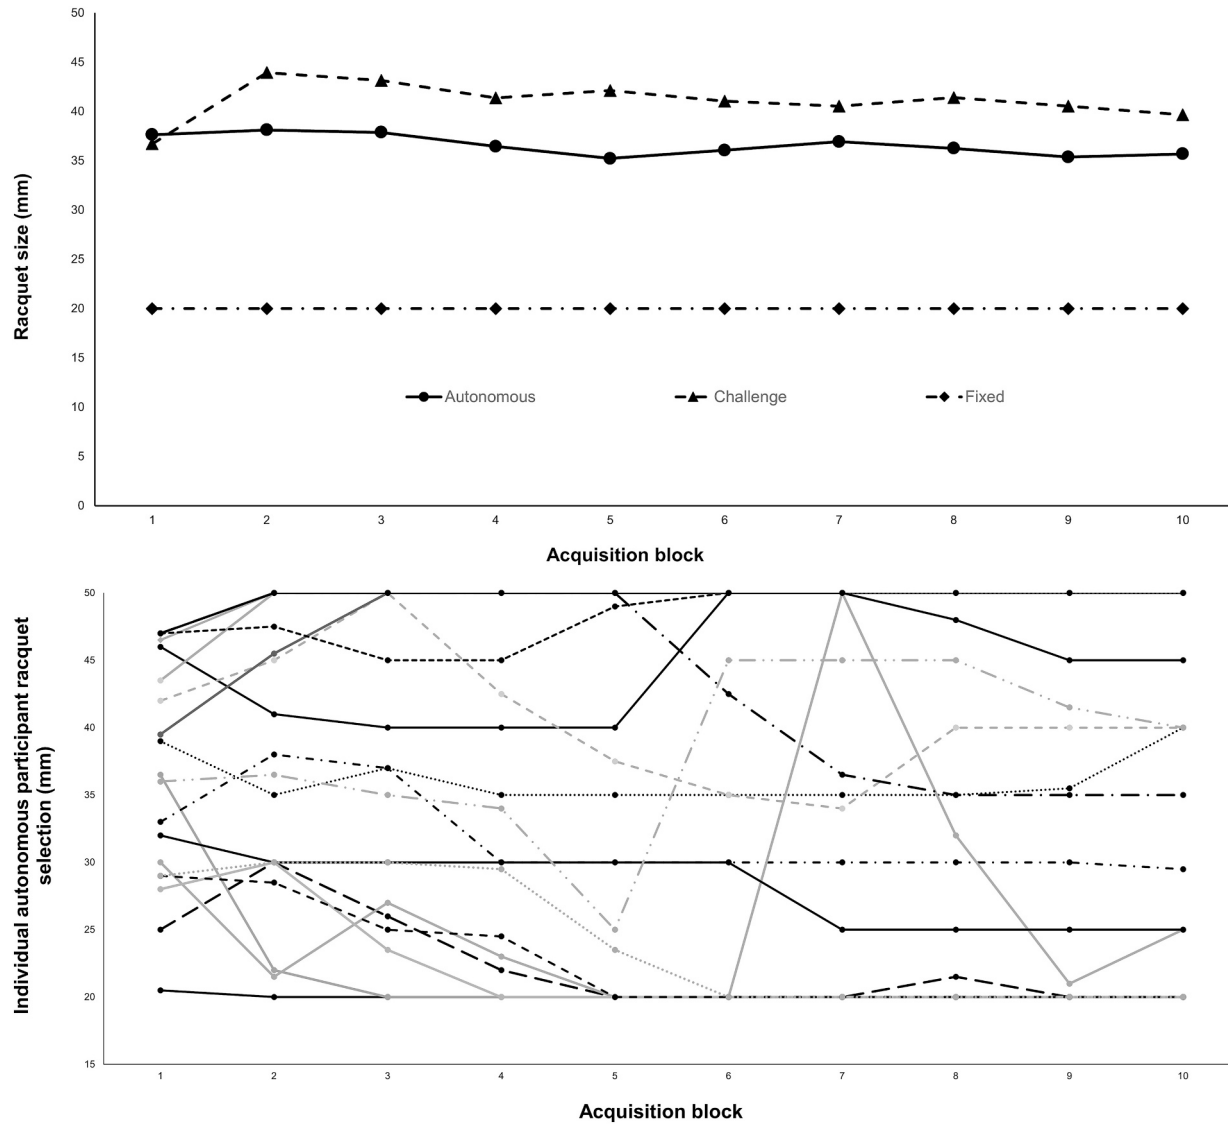 50
45
40
35
30
25
20
15
10
5
0
Racquet size (mm)
Autonomous Challenge Fixed
1 2 3 4 5 6 7 8 9 10
Acquisition block
50
45
40
35
30
25
20
15
Individual autonomous participant racquet
selection (mm)
1 2 3 4 5 6 7 8 9 10
Acquisition block